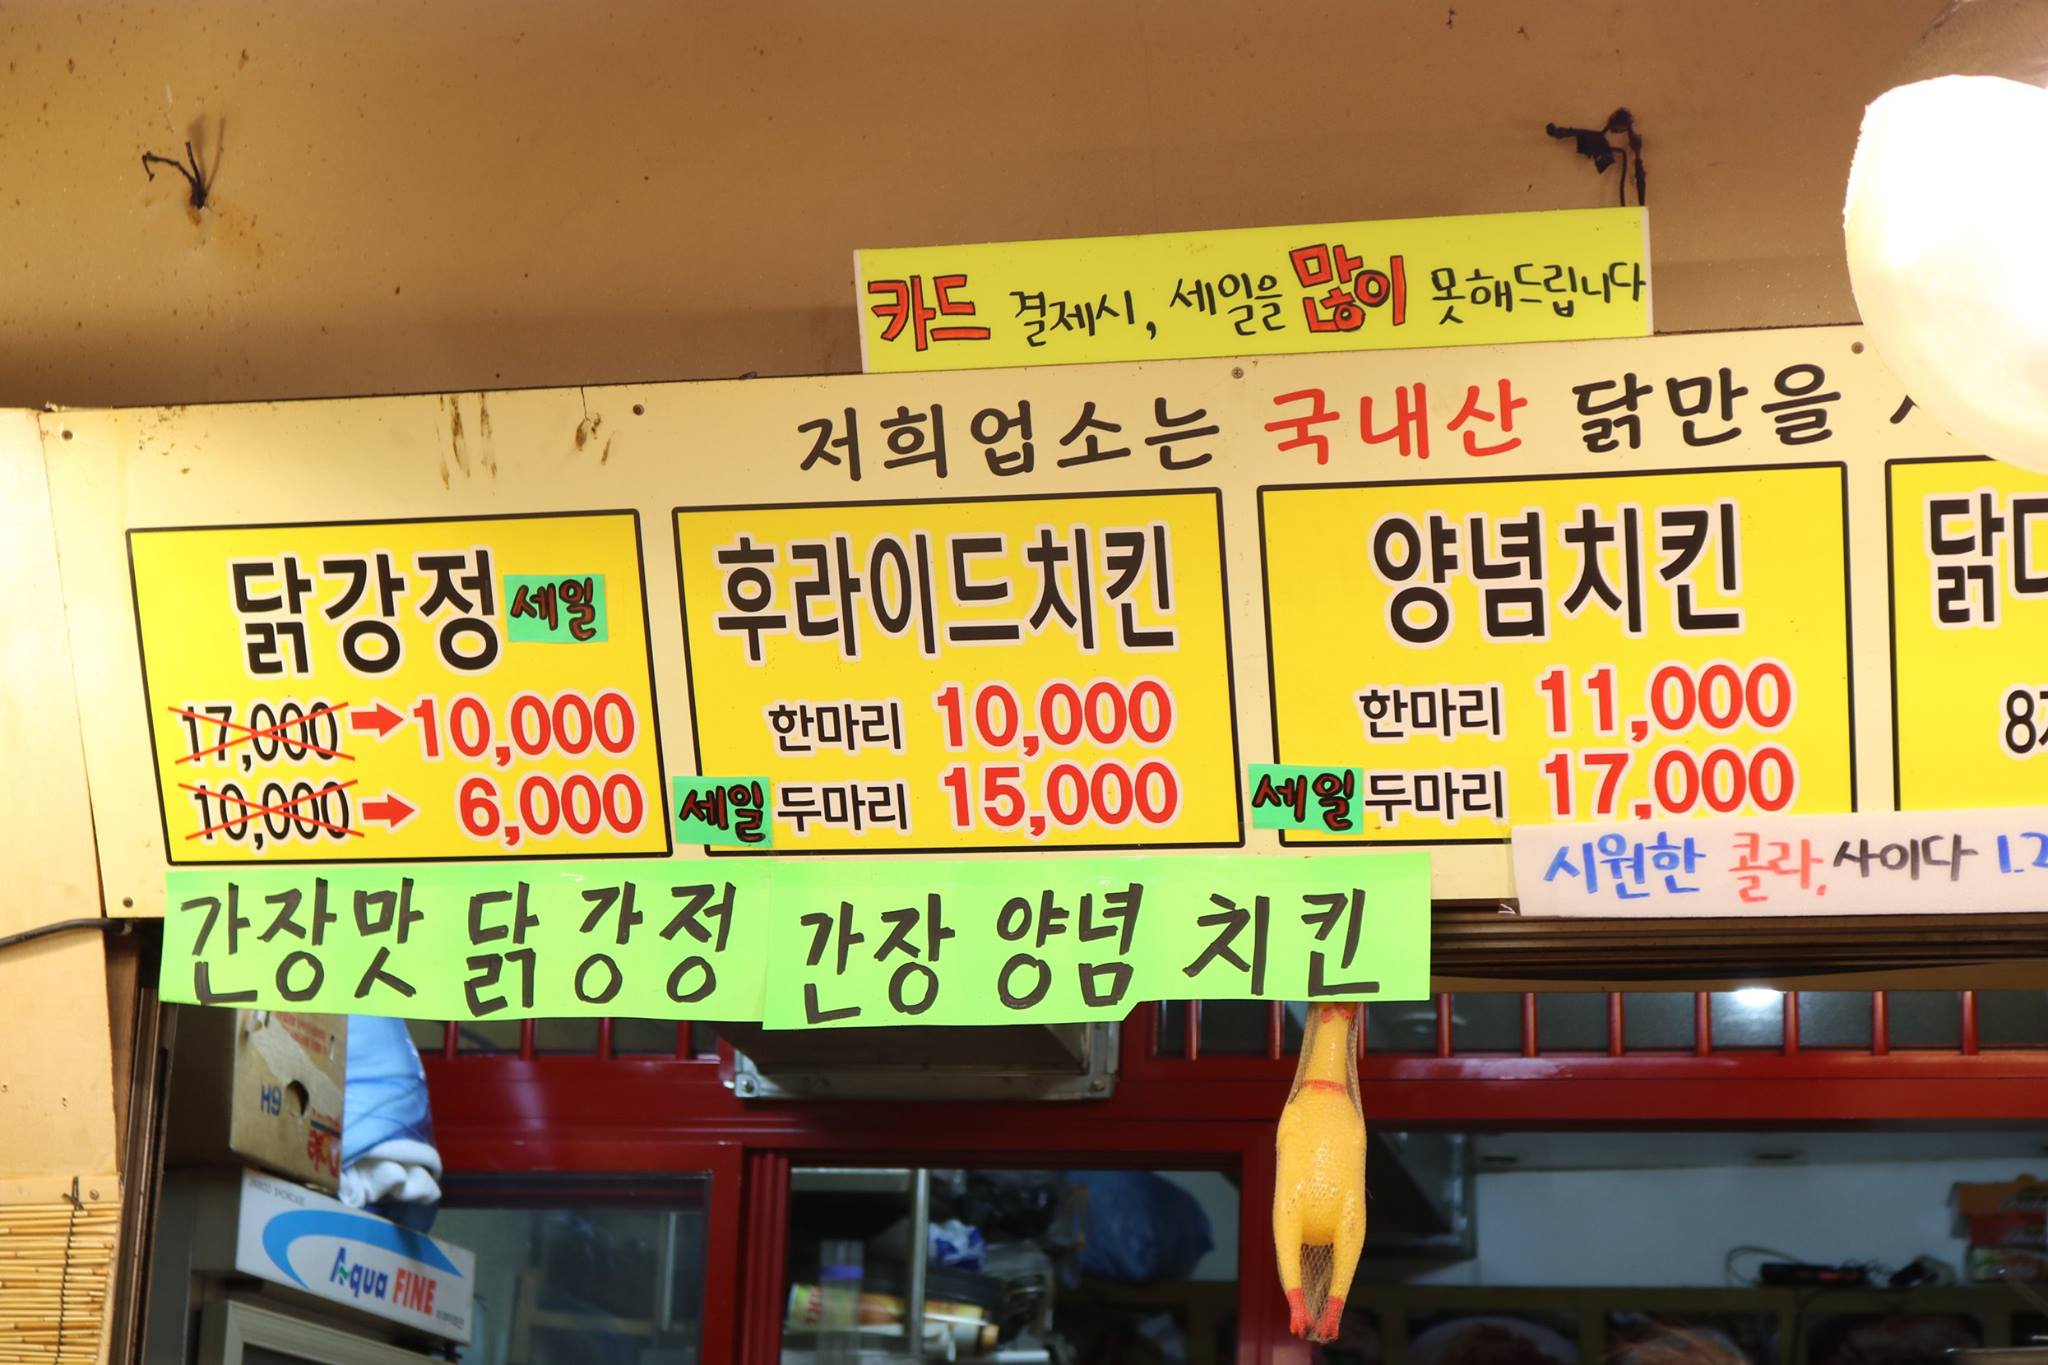 카드 결제시, 세일을 많이 못해드립니다
저희업소는 국내산 닭만을
닭강정 세일
17,000 → 10,000
10,000 → 6,000
후라이드치킨
한마리 10,000
세일 두마리 15,000
양념치킨
한마리 11,000
세일 두마리 17,000
시원한 콜라, 사이다 1.2
간장맛 닭강정
간장 양념 치킨
H9
Aqua FINE